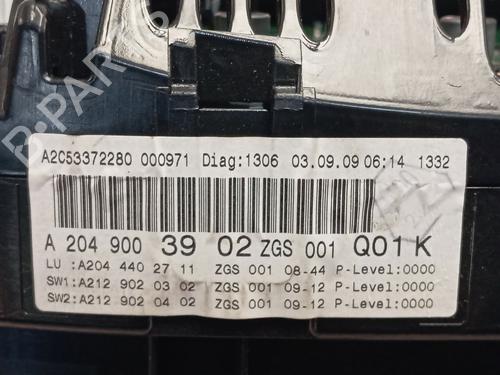 B-PARTS
A2C53372280 000971 Diag:1306 03.09.09 06:14 1332
A 204 900 39 02 ZGS 001 Q01 K
LU :A204 440 27 11 ZGS 001 08-44 P-Level:0000
SW1:A212 902 03 02 ZGS 001 09-12 P-Level:0000
SW2:A212 902 04 02 ZGS 001 09-12 P-Level:0000